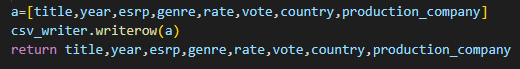 a=[title,year,esrp,genre,rate,vote,country,production_company]
csv_writer.writerow(a)
return title,year,esrp,genre,rate,vote,country,production_company